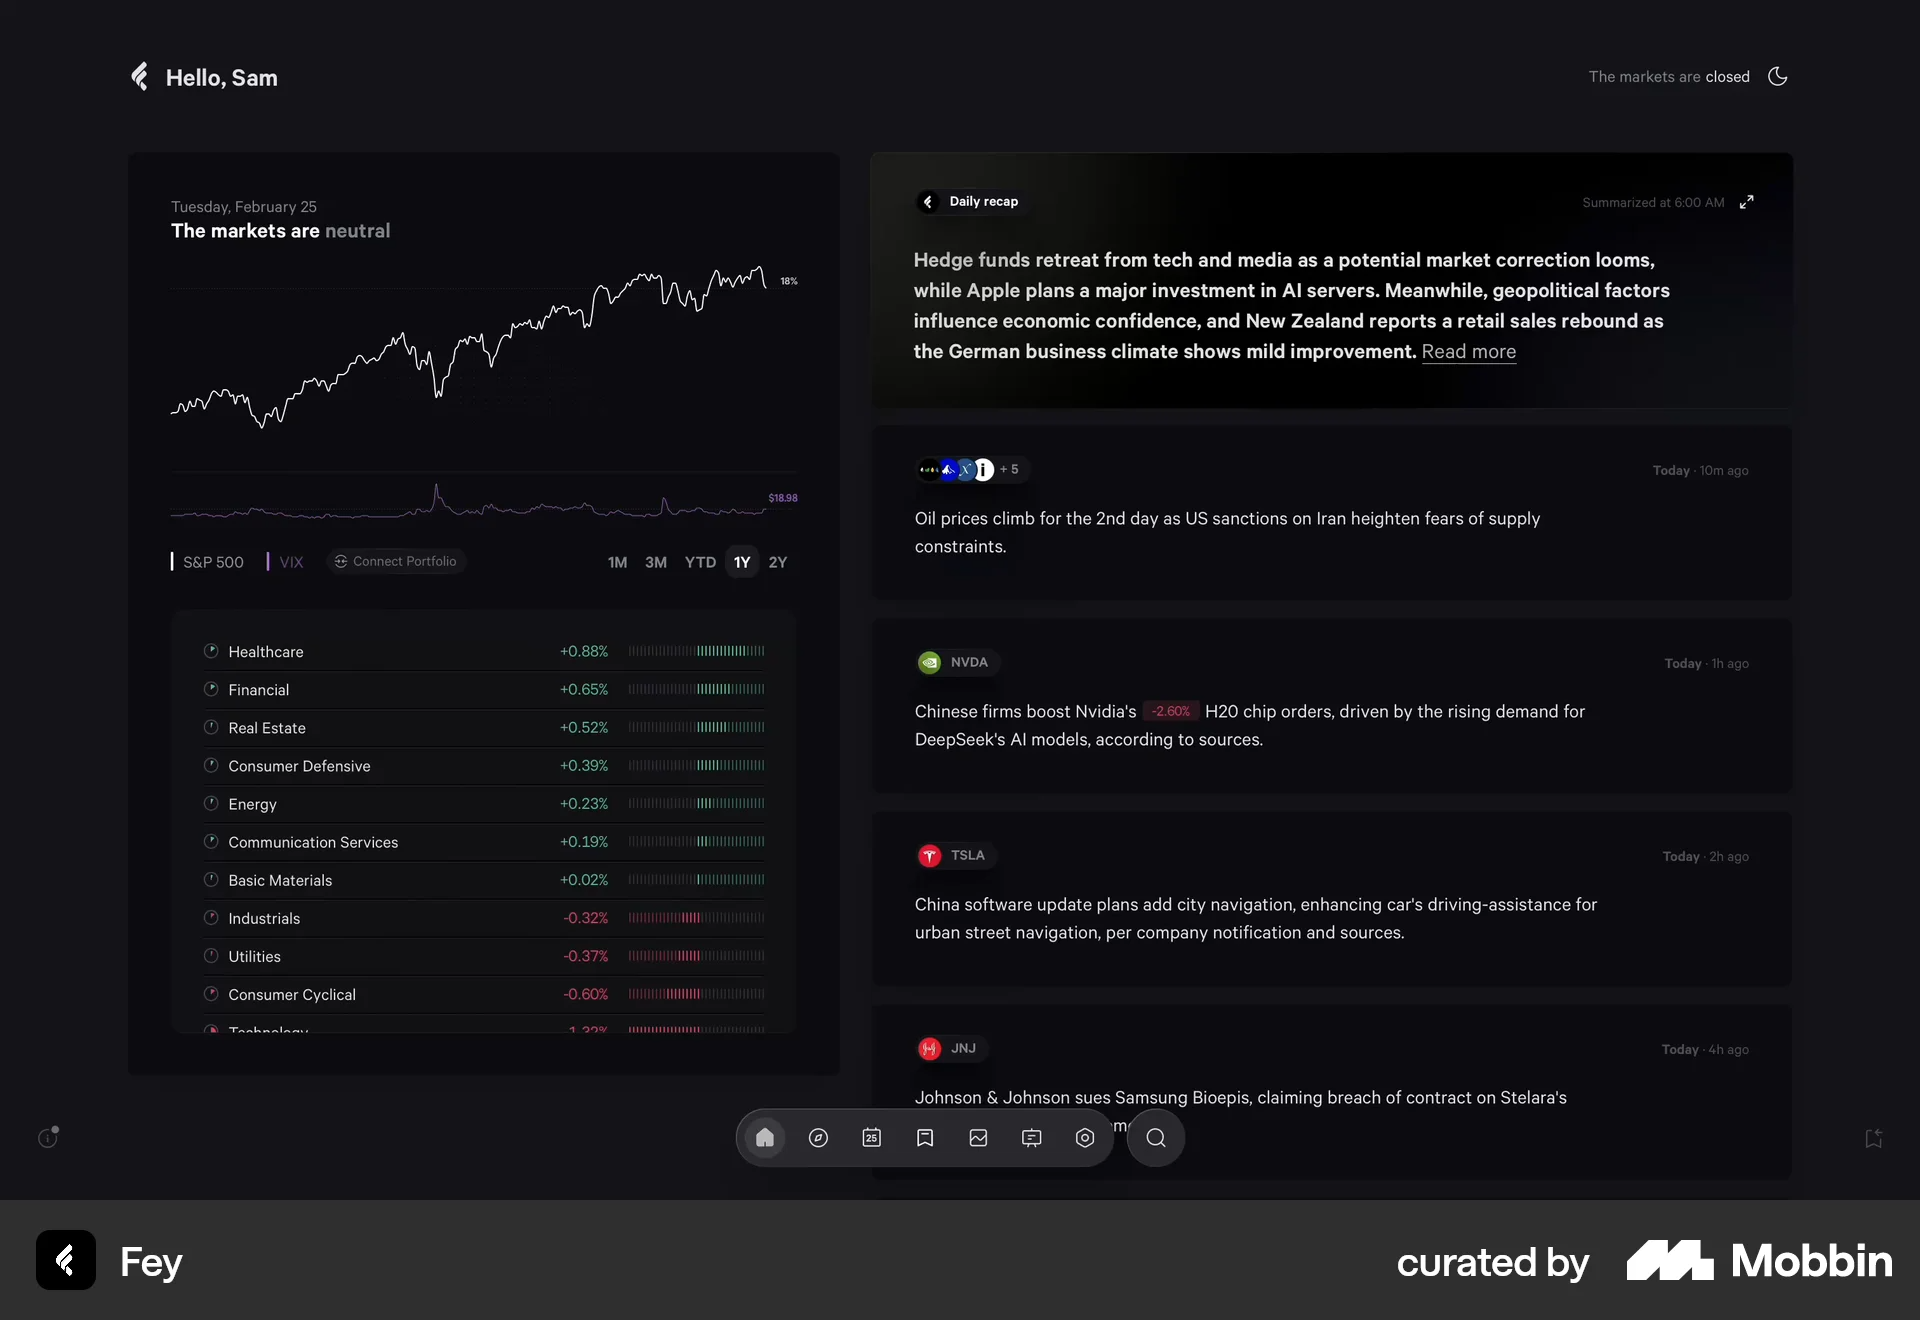 Hello, Sam
The markets are closed
Tuesday, February 25
The markets are neutral
18%
$18.98
S&P 500
VIX
Connect Portfolio
1M 3M YTD 1Y 2Y
Healthcare +0.88%
Financial +0.65%
Real Estate +0.52%
Consumer Defensive +0.39%
Energy +0.23%
Communication Services +0.19%
Basic Materials +0.02%
Industrials -0.32%
Utilities -0.37%
Consumer Cyclical -0.60%
Technology -1.32%
Daily recap
Summarized at 6:00 AM
Hedge funds retreat from tech and media as a potential market correction looms,
while Apple plans a major investment in AI servers. Meanwhile, geopolitical factors
influence economic confidence, and New Zealand reports a retail sales rebound as
the German business climate shows mild improvement. Read more
+ 5
Today · 10m ago
Oil prices climb for the 2nd day as US sanctions on Iran heighten fears of supply
constraints.
NVDA
Today · 1h ago
Chinese firms boost Nvidia's -2.60% H20 chip orders, driven by the rising demand for
DeepSeek's AI models, according to sources.
TSLA
Today · 2h ago
China software update plans add city navigation, enhancing car's driving-assistance for
urban street navigation, per company notification and sources.
JNJ
Today · 4h ago
Johnson & Johnson sues Samsung Bioepis, claiming breach of contract on Stelara's
25
Fey
curated by Mobbin